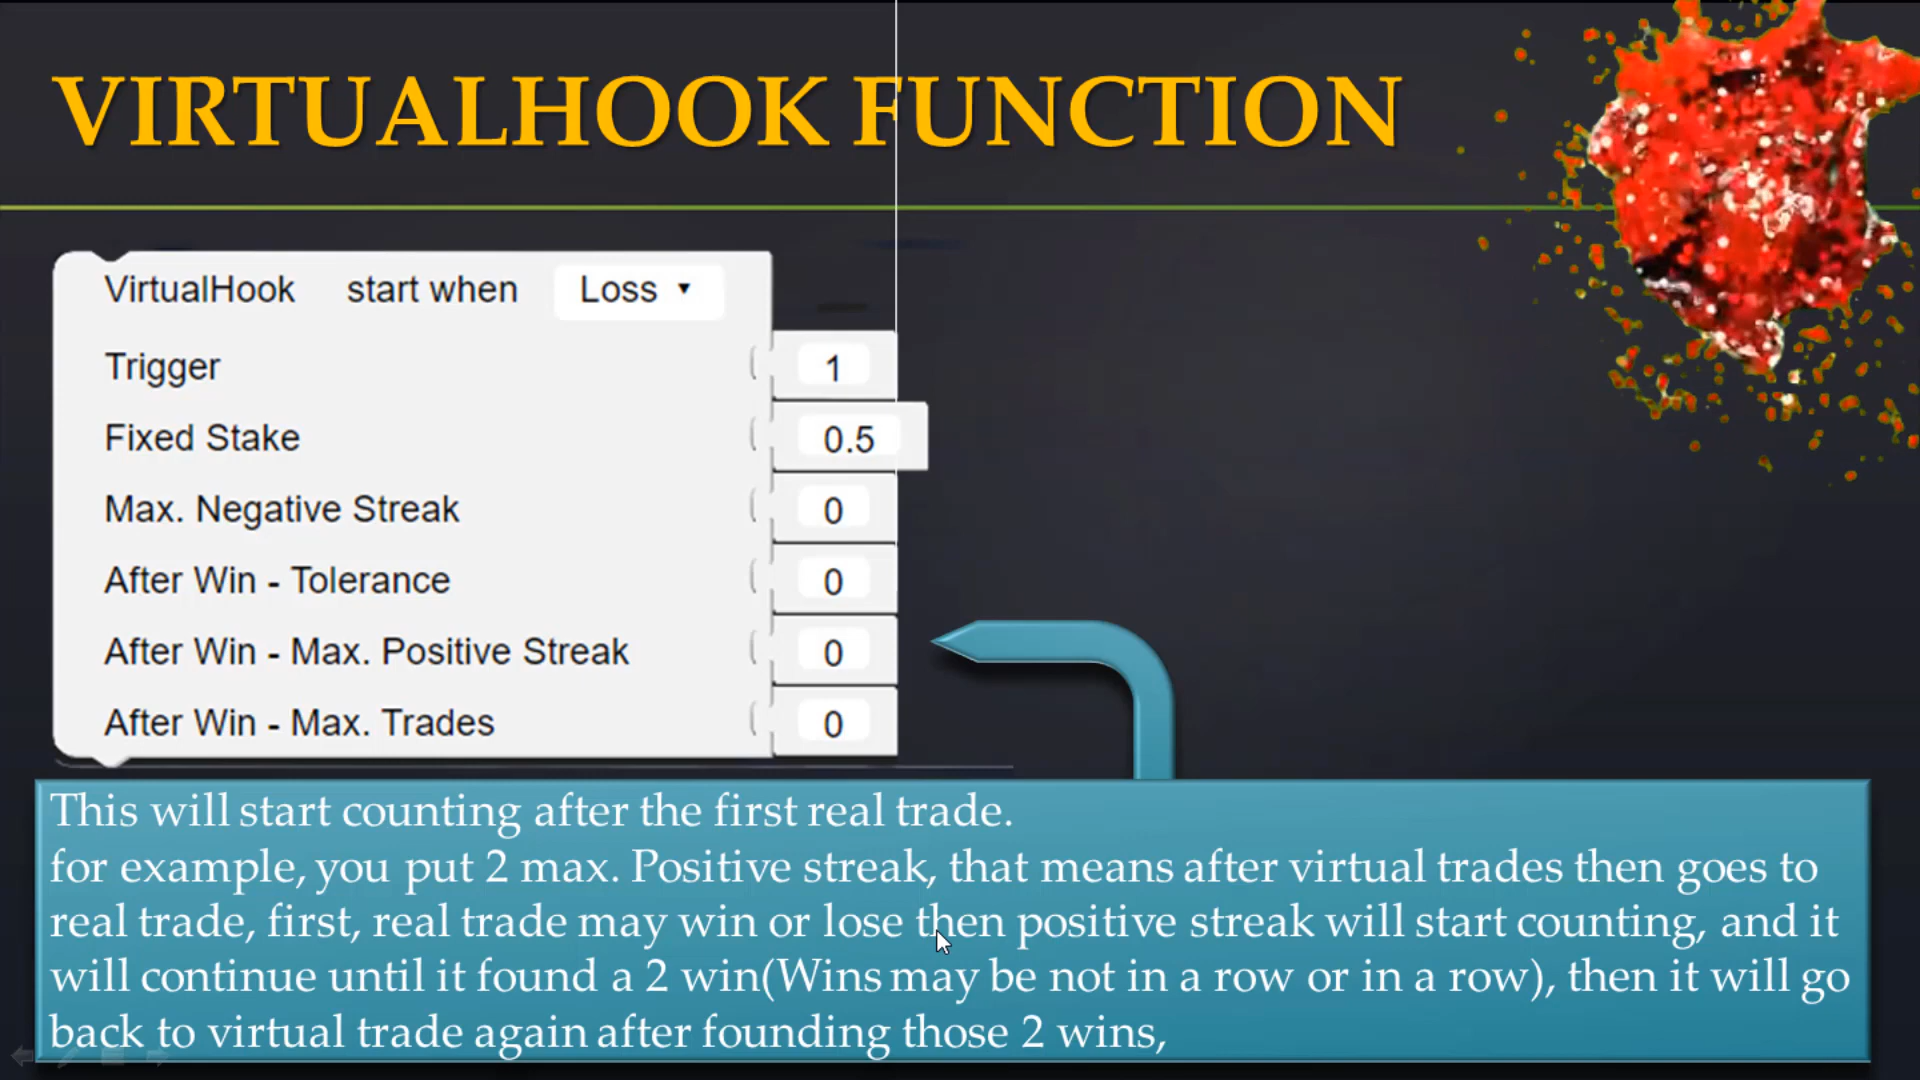 VIRTUALHOOK FUNCTION
VirtualHook start when Loss ▼
Trigger 1
Fixed Stake 0.5
Max. Negative Streak 0
After Win - Tolerance 0
After Win - Max. Positive Streak 0
After Win - Max. Trades 0
This will start counting after the first real trade.
for example, you put 2 max. Positive streak, that means after virtual trades then goes to
real trade, first, real trade may win or lose then positive streak will start counting, and it
will continue until it found a 2 win(Wins may be not in a row or in a row), then it will go
back to virtual trade again after founding those 2 wins,